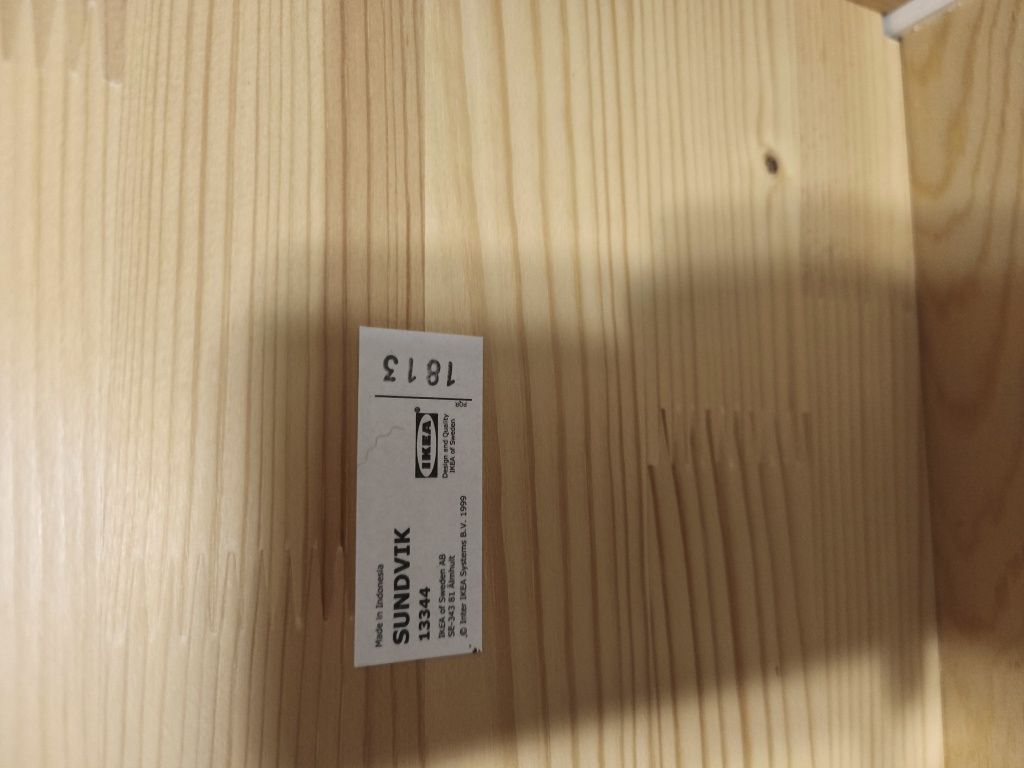 Made in Indonesia
SUNDVIK
13344
IKEA of Sweden AB
SE-343 81 Älmhult
© Inter IKEA Systems B.V. 1999
IKEA®
Design and Quality
IKEA of Sweden
PQR
1813